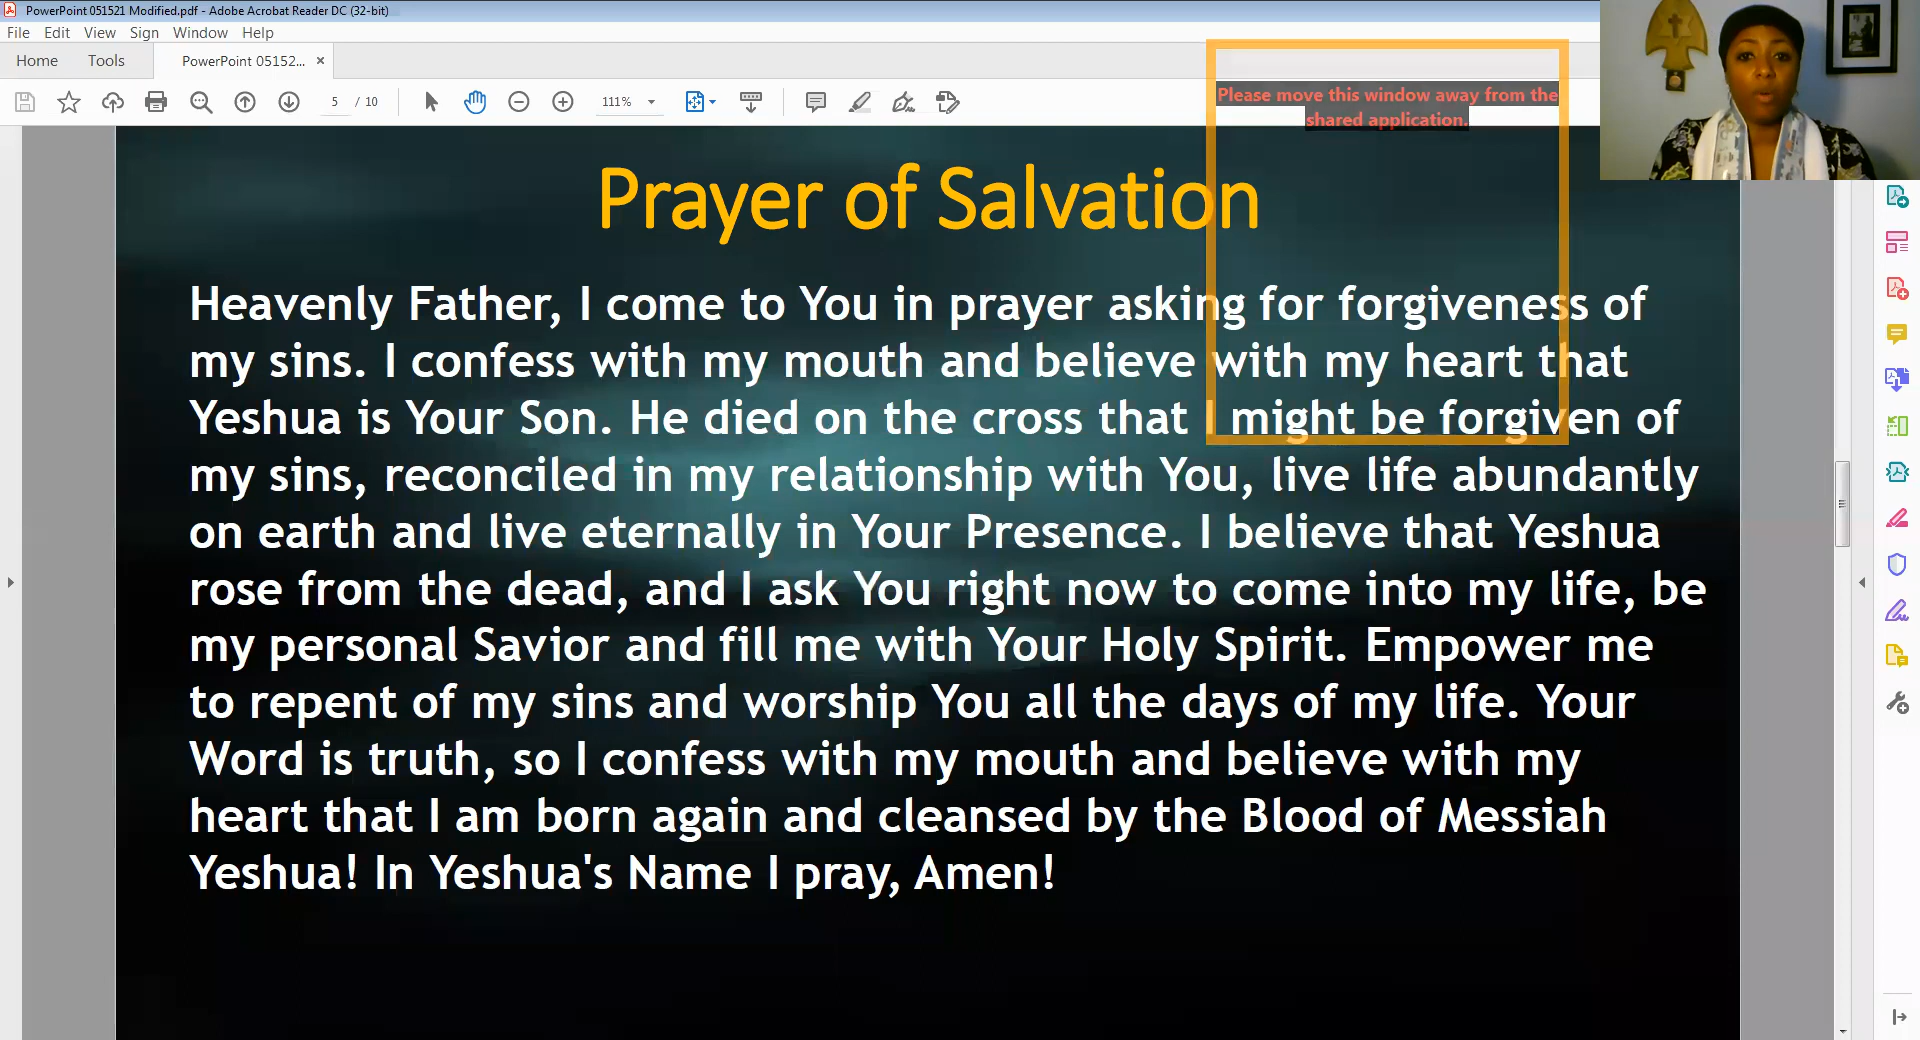 PowerPoint 051521 Modified.pdf - Adobe Acrobat Reader DC (32-bit)
File Edit View Sign Window Help
Home Tools PowerPoint 05152... ×
5 / 10 111%
Please move this window away from the
shared application.
Prayer of Salvation
Heavenly Father, I come to You in prayer asking for forgiveness of
my sins. I confess with my mouth and believe with my heart that
Yeshua is Your Son. He died on the cross that I might be forgiven of
my sins, reconciled in my relationship with You, live life abundantly
on earth and live eternally in Your Presence. I believe that Yeshua
rose from the dead, and I ask You right now to come into my life, be
my personal Savior and fill me with Your Holy Spirit. Empower me
to repent of my sins and worship You all the days of my life. Your
Word is truth, so I confess with my mouth and believe with my
heart that I am born again and cleansed by the Blood of Messiah
Yeshua! In Yeshua's Name I pray, Amen!